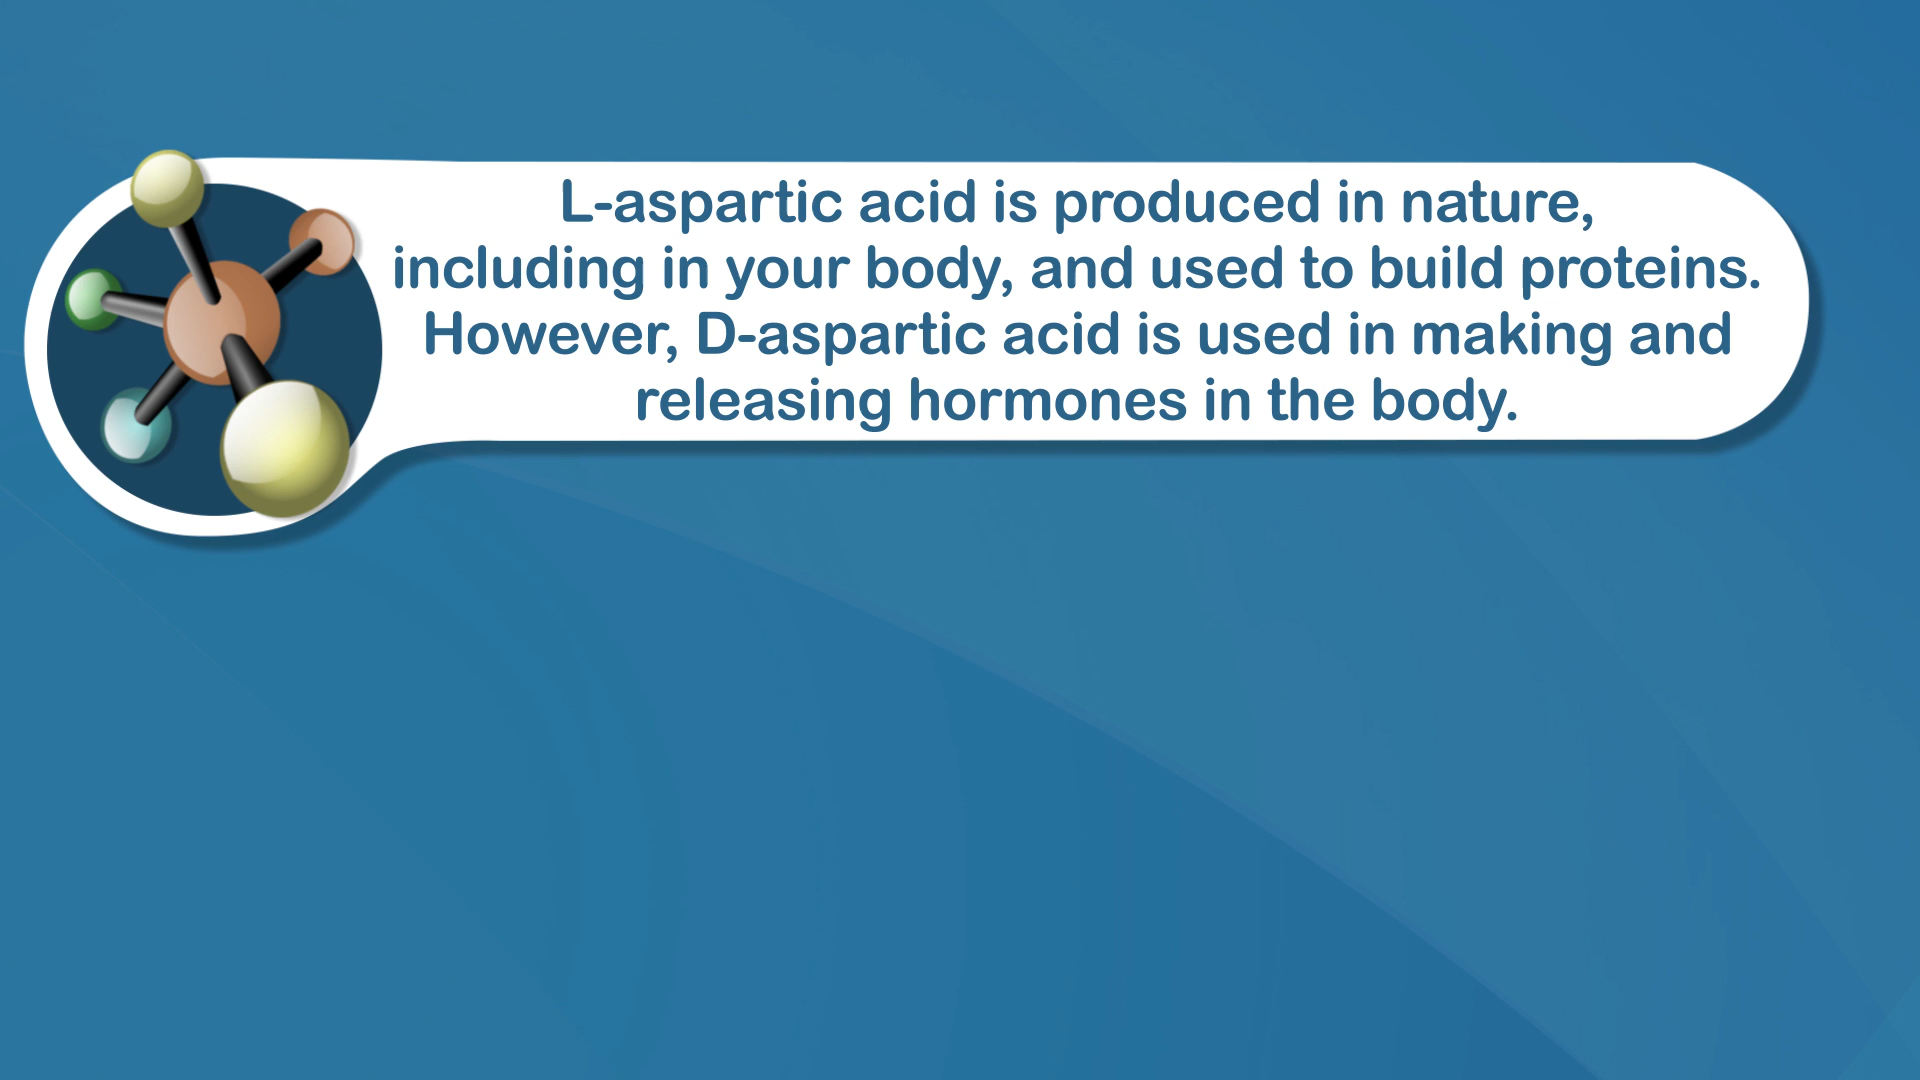 L-aspartic acid is produced in nature,
including in your body, and used to build proteins.
However, D-aspartic acid is used in making and
releasing hormones in the body.